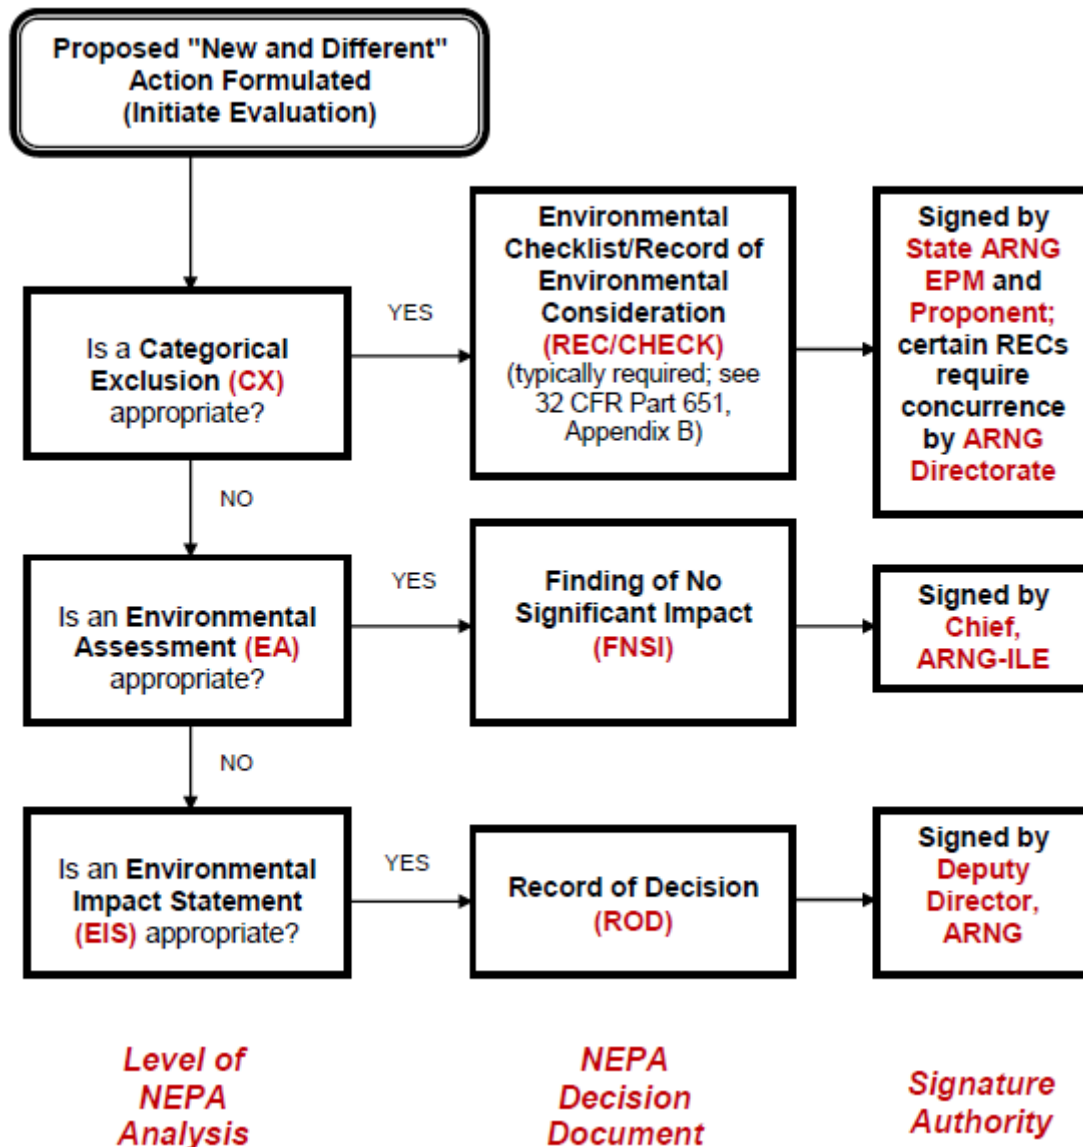 Proposed "New and Different"
Action Formulated
(Initiate Evaluation)
Is a Categorical
Exclusion (CX)
appropriate?
YES
Environmental
Checklist/Record of
Environmental
Consideration
(REC/CHECK)
(typically required; see
32 CFR Part 651,
Appendix B)
Signed by
State ARNG
EPM and
Proponent;
certain RECs
require
concurrence
by ARNG
Directorate
NO
Is an Environmental
Assessment (EA)
appropriate?
YES
Finding of No
Significant Impact
(FNSI)
Signed by
Chief,
ARNG-ILE
NO
Is an Environmental
Impact Statement
(EIS) appropriate?
YES
Record of Decision
(ROD)
Signed by
Deputy
Director,
ARNG
Level of
NEPA
Analysis
NEPA
Decision
Document
Signature
Authority